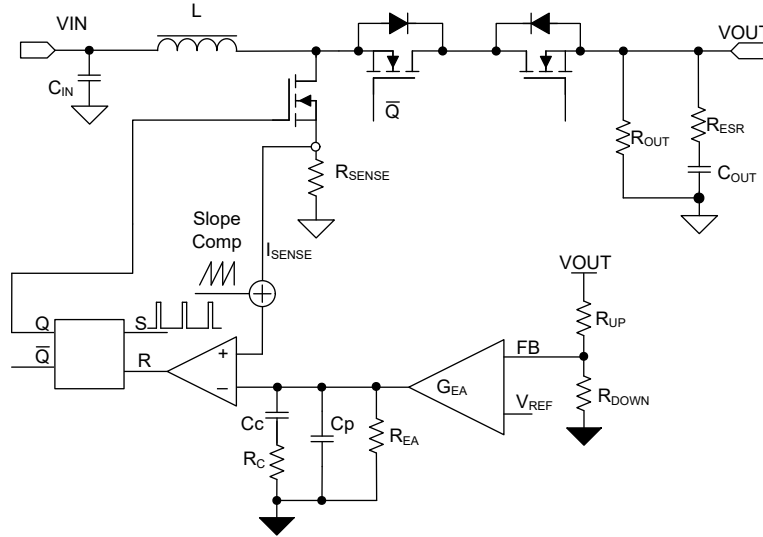 L
VIN
VOUT
C_IN
Q̅
R_OUT
R_ESR
C_OUT
R_SENSE
Slope
Comp
I_SENSE
VOUT
Q
S
R_UP
Q̅
R
+
−
FB
G_EA
V_REF
R_DOWN
Cc
Cp
R_EA
R_C